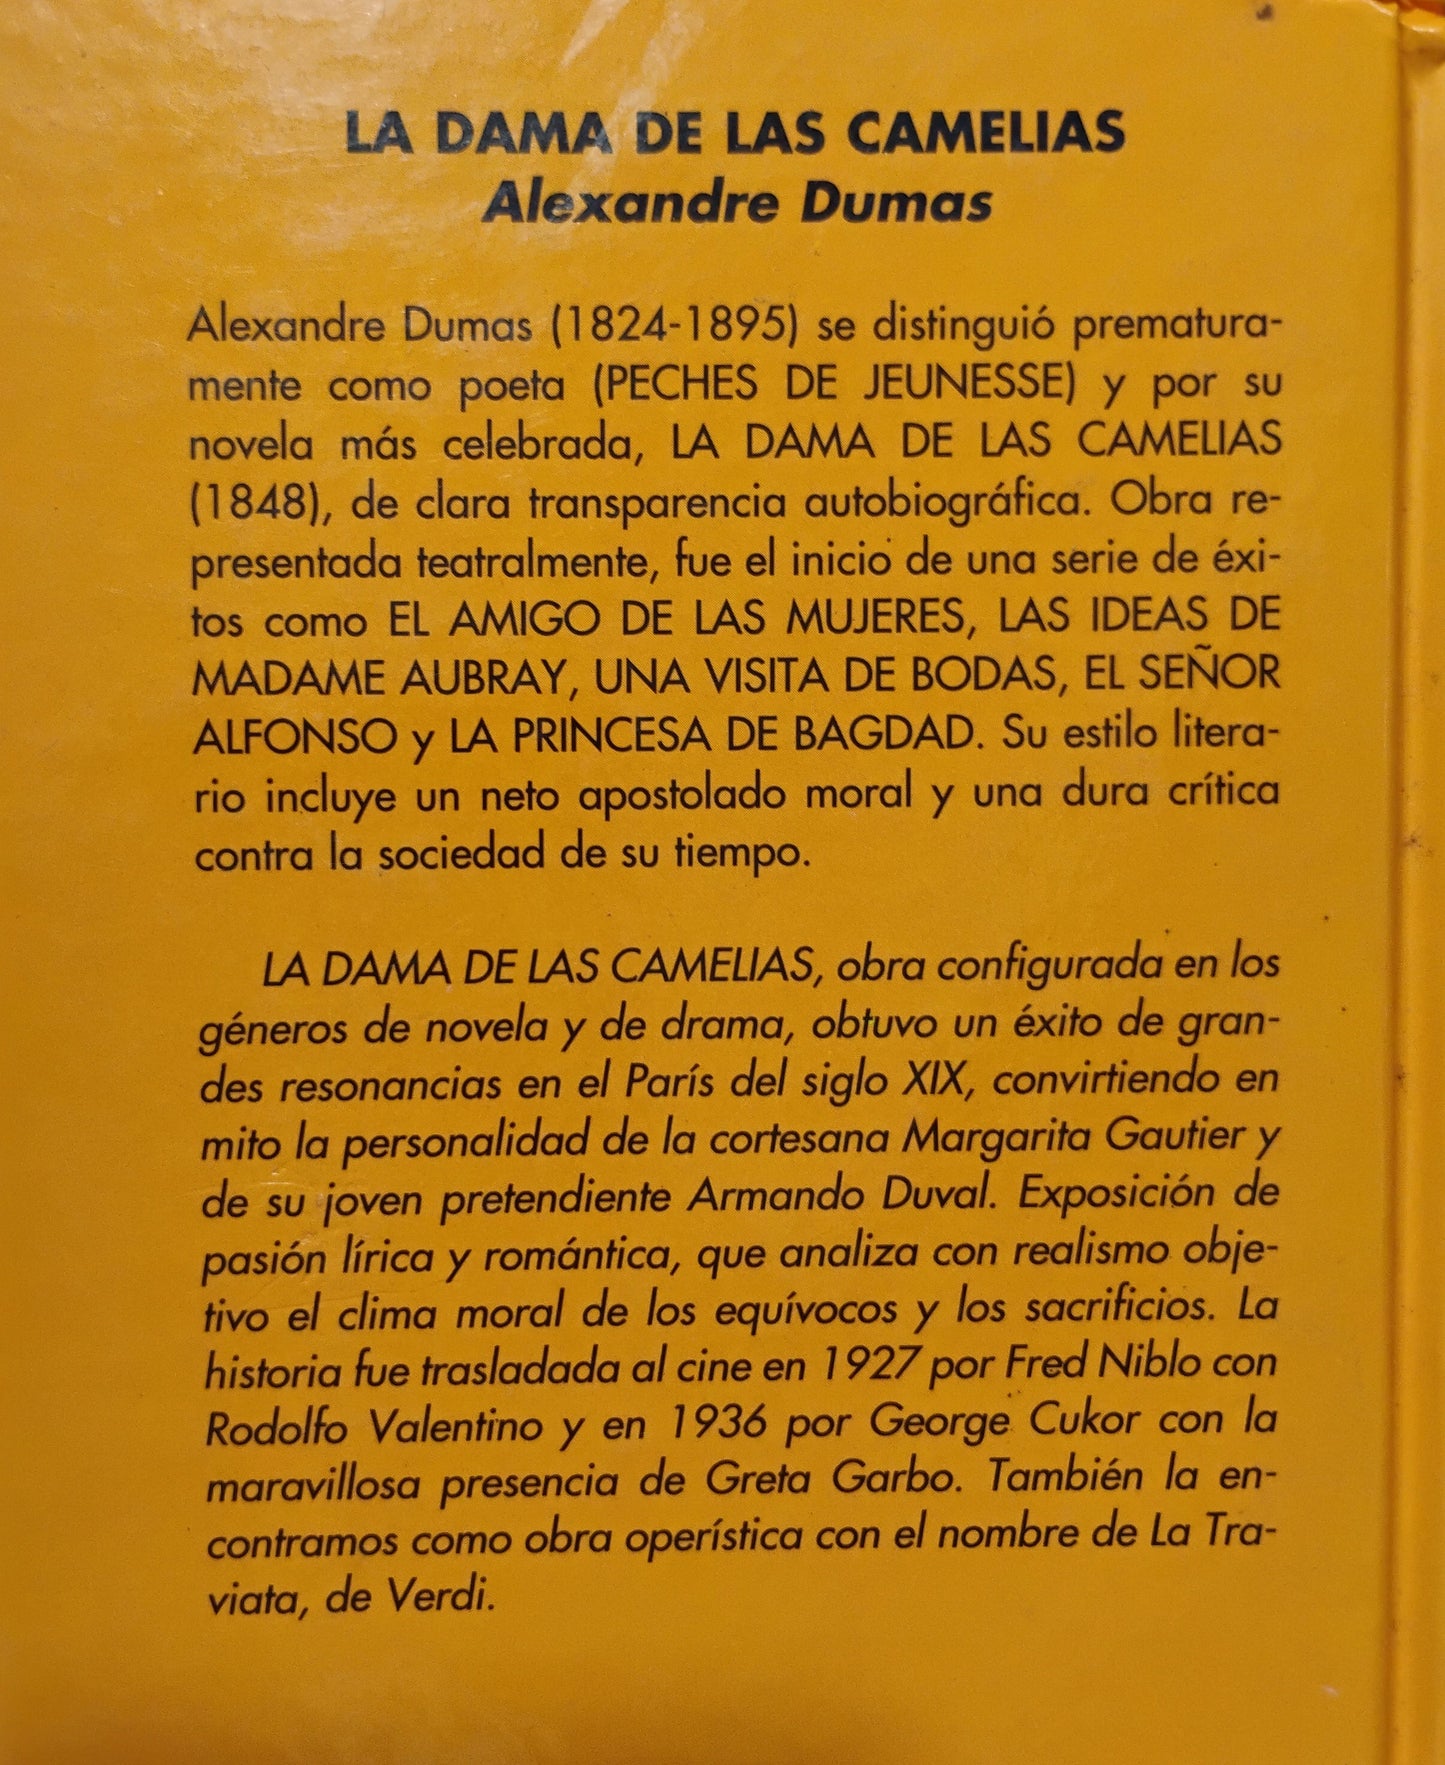 LA DAMA DE LAS CAMELIAS
Alexandre Dumas
Alexandre Dumas (1824-1895) se distinguió prematura-
mente como poeta (PECHES DE JEUNESSE) y por su
novela más celebrada, LA DAMA DE LAS CAMELIAS
(1848), de clara transparencia autobiográfica. Obra re-
presentada teatralmente, fue el inicio de una serie de éxi-
tos como EL AMIGO DE LAS MUJERES, LAS IDEAS DE
MADAME AUBRAY, UNA VISITA DE BODAS, EL SEÑOR
ALFONSO y LA PRINCESA DE BAGDAD. Su estilo litera-
rio incluye un neto apostolado moral y una dura crítica
contra la sociedad de su tiempo.
LA DAMA DE LAS CAMELIAS, obra configurada en los
géneros de novela y de drama, obtuvo un éxito de gran-
des resonancias en el París del siglo XIX, convirtiendo en
mito la personalidad de la cortesana Margarita Gautier y
de su joven pretendiente Armando Duval. Exposición de
pasión lírica y romántica, que analiza con realismo obje-
tivo el clima moral de los equívocos y los sacrificios. La
historia fue trasladada al cine en 1927 por Fred Niblo con
Rodolfo Valentino y en 1936 por George Cukor con la
maravillosa presencia de Greta Garbo. También la en-
contramos como obra operística con el nombre de La Tra-
viata, de Verdi.